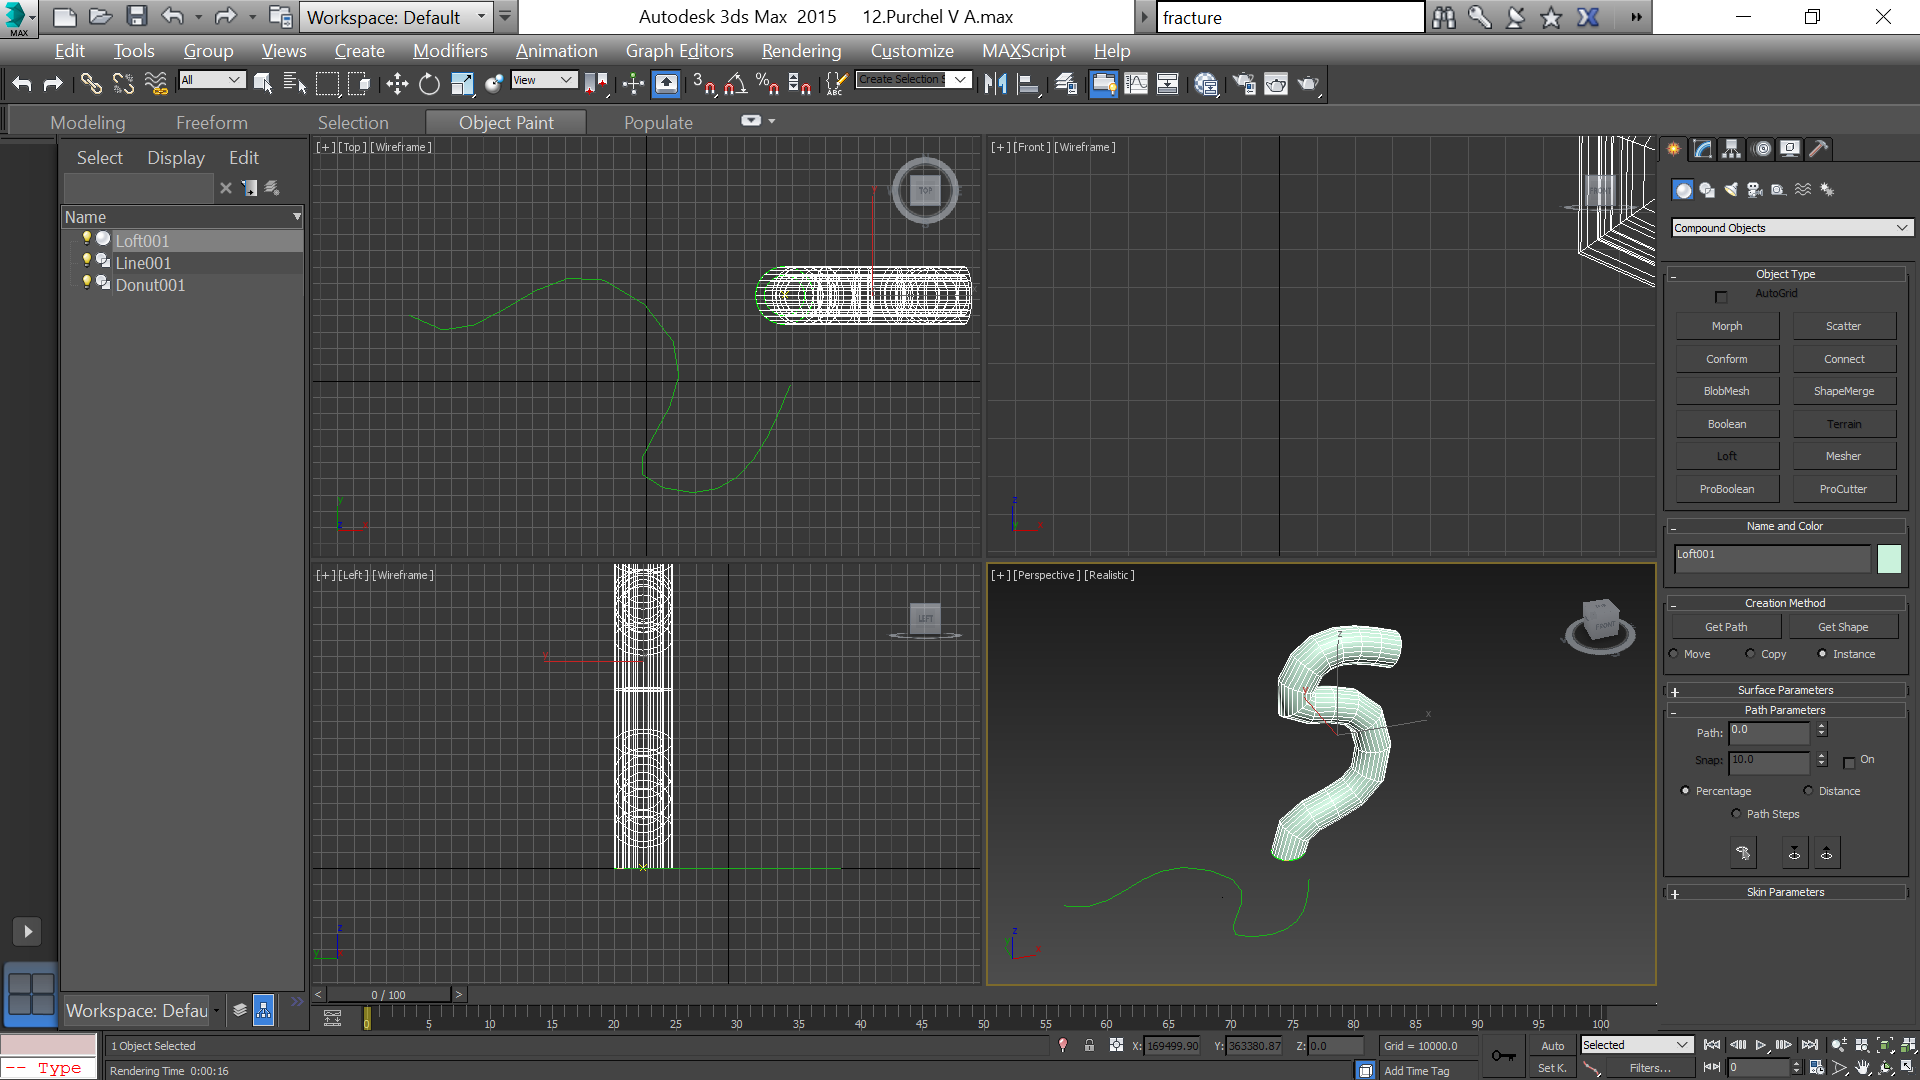 MAX
Workspace: Default
Autodesk 3ds Max 2015 12.Purchel V A.max
fracture
Edit Tools Group Views Create Modifiers Animation Graph Editors Rendering Customize MAXScript Help
All
View
3
%
ABC
Create Selection S
Modeling Freeform Selection Object Paint Populate
Select Display Edit
Name
Loft001
Line001
Donut001
Workspace: Defau
[+] [Top] [Wireframe]
TOP
[+] [Front] [Wireframe]
FRONT
[+] [Left] [Wireframe]
LEFT
[+] [Perspective] [Realistic]
FRONT
Compound Objects
Object Type
AutoGrid
Morph Scatter
Conform Connect
BlobMesh ShapeMerge
Boolean Terrain
Loft Mesher
ProBoolean ProCutter
Name and Color
Loft001
Creation Method
Get Path Get Shape
Move Copy Instance
Surface Parameters
Path Parameters
Path: 0.0
Snap: 10.0 On
Percentage Distance
Path Steps
Skin Parameters
< 0 / 100 >
0 5 10 15 20 25 30 35 40 45 50 55 60 65 70 75 80 85 90 95 100
1 Object Selected X: 169499.90 Y: 363380.87 Z: 0.0 Grid = 10000.0 Auto Selected
-- Type Rendering Time 0:00:16 Add Time Tag Set K. Filters... 0